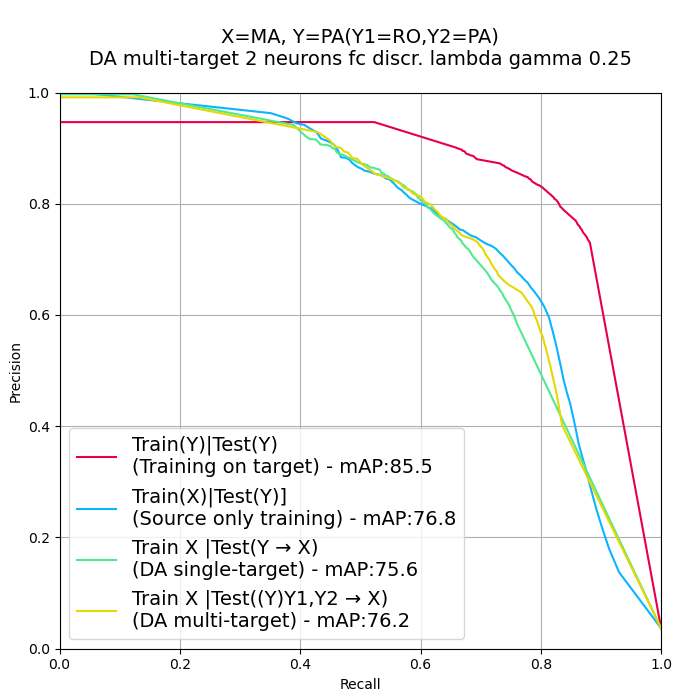 X=MA, Y=PA(Y1=RO,Y2=PA)
DA multi-target 2 neurons fc discr. lambda gamma 0.25
1.0
0.8
0.6
0.4
0.2
0.0
Precision
Train(Y)|Test(Y)
(Training on target) - mAP:85.5
Train(X)|Test(Y)]
(Source only training) - mAP:76.8
Train X |Test(Y → X)
(DA single-target) - mAP:75.6
Train X |Test((Y)Y1,Y2 → X)
(DA multi-target) - mAP:76.2
0.0 0.2 0.4 0.6 0.8 1.0
Recall